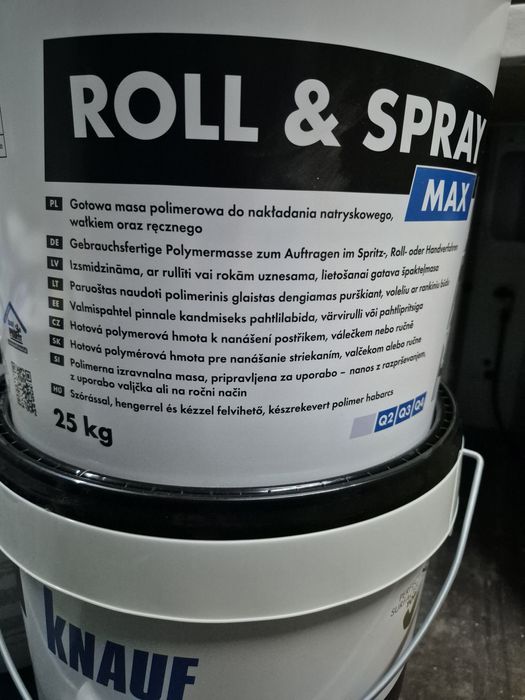 ROLL & SPRAY
MAX
PL Gotowa masa polimerowa do nakładania natryskowego,
wałkiem oraz ręcznego
DE Gebrauchsfertige Polymermasse zum Auftragen im Spritz-, Roll- oder Handverfahren
LV Izsmidzināma, ar rullīti vai rokām uznesama, lietošanai gatava špakteļmasa
LT Paruoštas naudoti polimerinis glaistas dengiamas purškiant, voleliu ar rankiniu būdu
EE Valmispahtel pinnale kandmiseks pahtlilabida, värvirulli või pahtlipritsiga
CZ Hotová polymerová hmota k nanášení postřikem, válečkem nebo ručně
SK Hotová polymérová hmota pre nanášanie striekaním, valčekom alebo ručne
SI Polimerna izravnalna masa, pripravljena za uporabo – nanos z razprševanjem,
z uporabo valjčka ali na ročni način
HU Szórással, hengerrel és kézzel felvihető, készrekevert polimer habarcs
25 kg
Q2/Q3/Q4
KNAUF